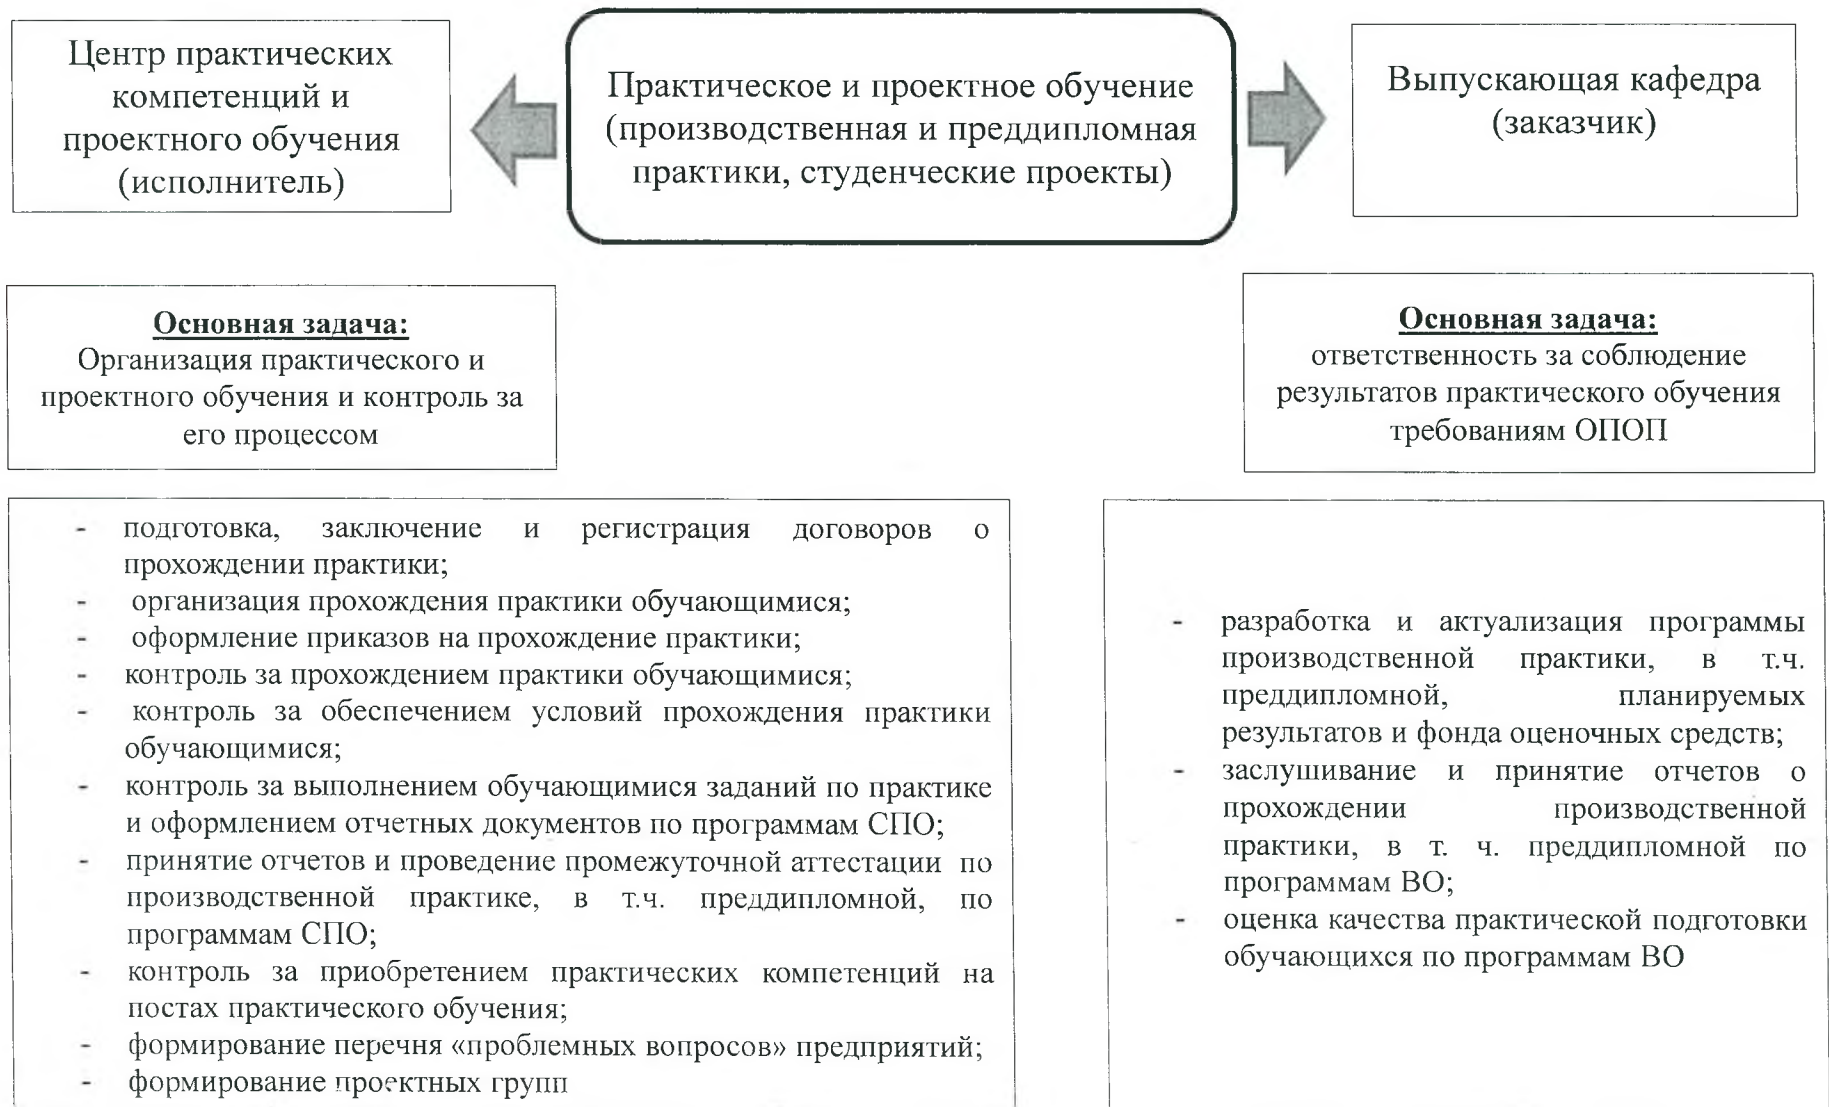 Центр практических
компетенций и
проектного обучения
(исполнитель)
Практическое и проектное обучение
(производственная и преддипломная
практики, студенческие проекты)
Выпускающая кафедра
(заказчик)
Основная задача:
Организация практического и
проектного обучения и контроль за
его процессом
Основная задача:
ответственность за соблюдение
результатов практического обучения
требованиям ОПОП
- подготовка, заключение и регистрация договоров о
прохождении практики;
- организация прохождения практики обучающимися;
- оформление приказов на прохождение практики;
- контроль за прохождением практики обучающимися;
- контроль за обеспечением условий прохождения практики
обучающимися;
- контроль за выполнением обучающимися заданий по практике
и оформлением отчетных документов по программам СПО;
- принятие отчетов и проведение промежуточной аттестации по
производственной практике, в т.ч. преддипломной, по
программам СПО;
- контроль за приобретением практических компетенций на
постах практического обучения;
- формирование перечня «проблемных вопросов» предприятий;
- формирование проектных групп
- разработка и актуализация программы
производственной практики, в т.ч.
преддипломной, планируемых
результатов и фонда оценочных средств;
- заслушивание и принятие отчетов о
прохождении производственной
практики, в т. ч. преддипломной по
программам ВО;
- оценка качества практической подготовки
обучающихся по программам ВО